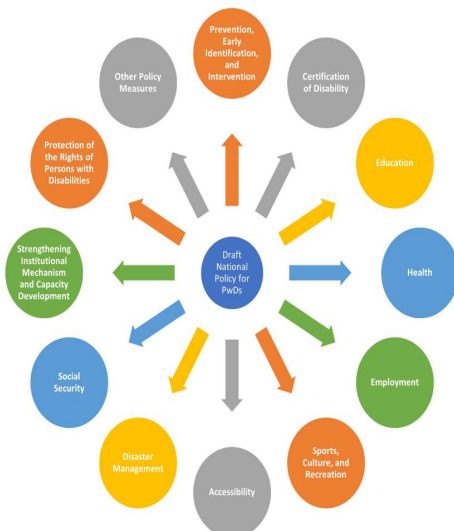 Prevention,
Early
Identification,
and
Intervention
Certification
of Disability
Education
Health
Employment
Sports,
Culture, and
Recreation
Accessibility
Disaster
Management
Social
Security
Strengthening
Institutional
Mechanism
and Capacity
Development
Protection of
the Rights of
Persons with
Disabilities
Other Policy
Measures
Draft
National
Policy for
PwDs